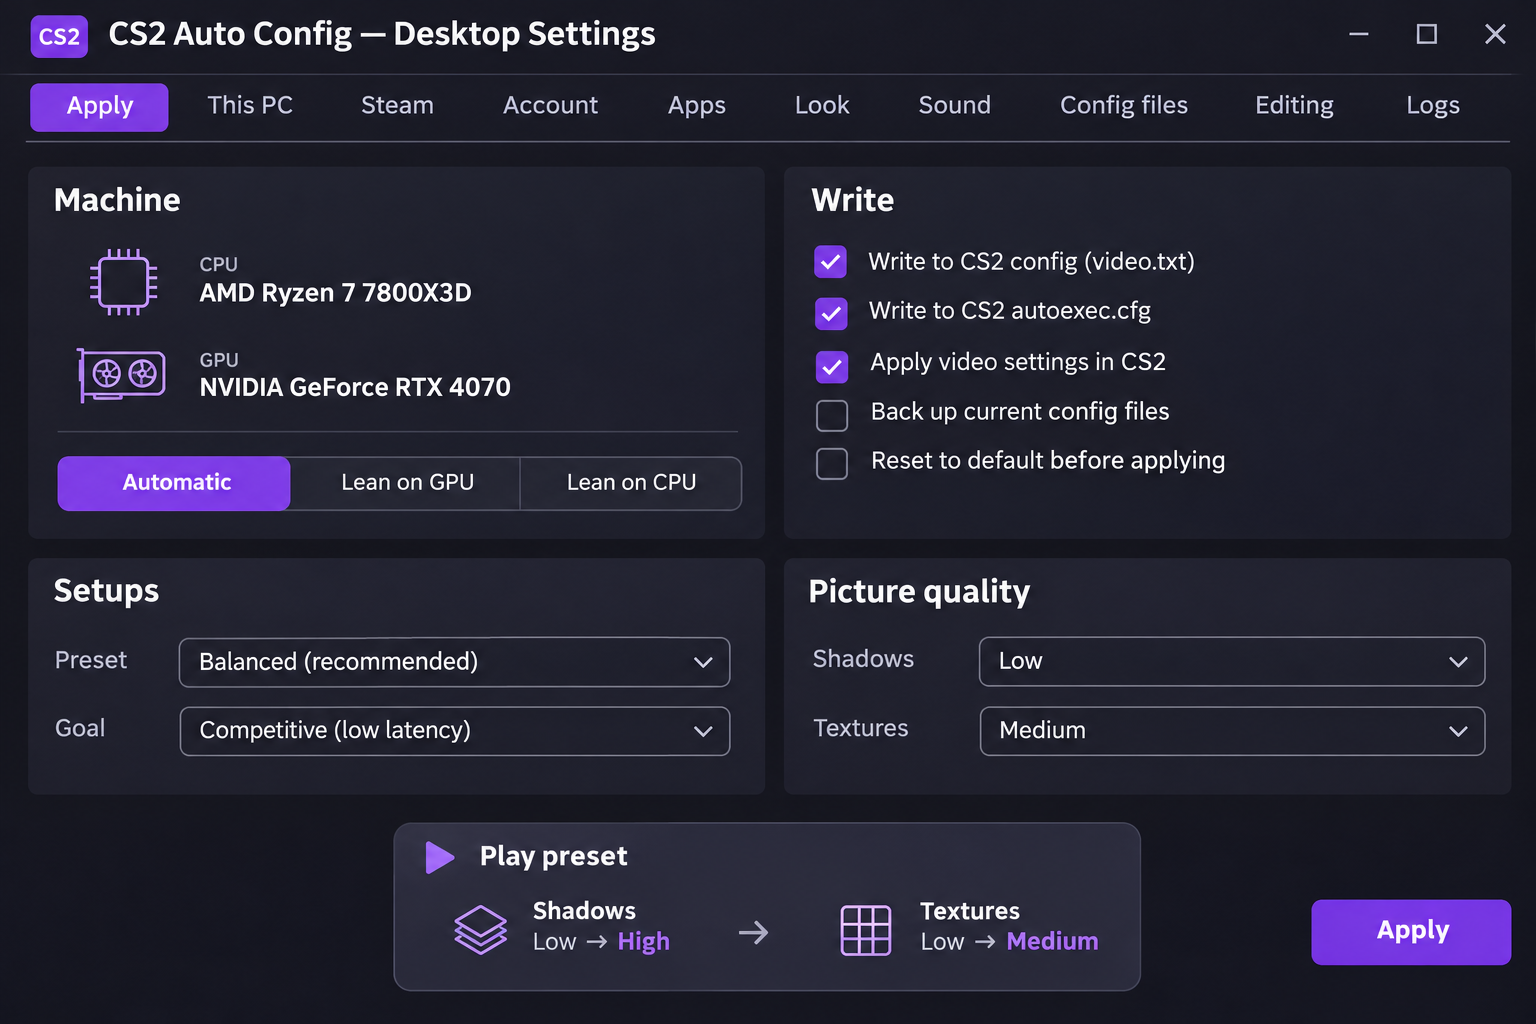 CS2
CS2 Auto Config — Desktop Settings
Apply
This PC
Steam
Account
Apps
Look
Sound
Config files
Editing
Logs
Machine
CPU
AMD Ryzen 7 7800X3D
GPU
NVIDIA GeForce RTX 4070
Automatic
Lean on GPU
Lean on CPU
Write
Write to CS2 config (video.txt)
Write to CS2 autoexec.cfg
Apply video settings in CS2
Back up current config files
Reset to default before applying
Setups
Preset
Balanced (recommended)
Goal
Competitive (low latency)
Picture quality
Shadows
Low
Textures
Medium
Play preset
Shadows
Low → High
→
Textures
Low → Medium
Apply